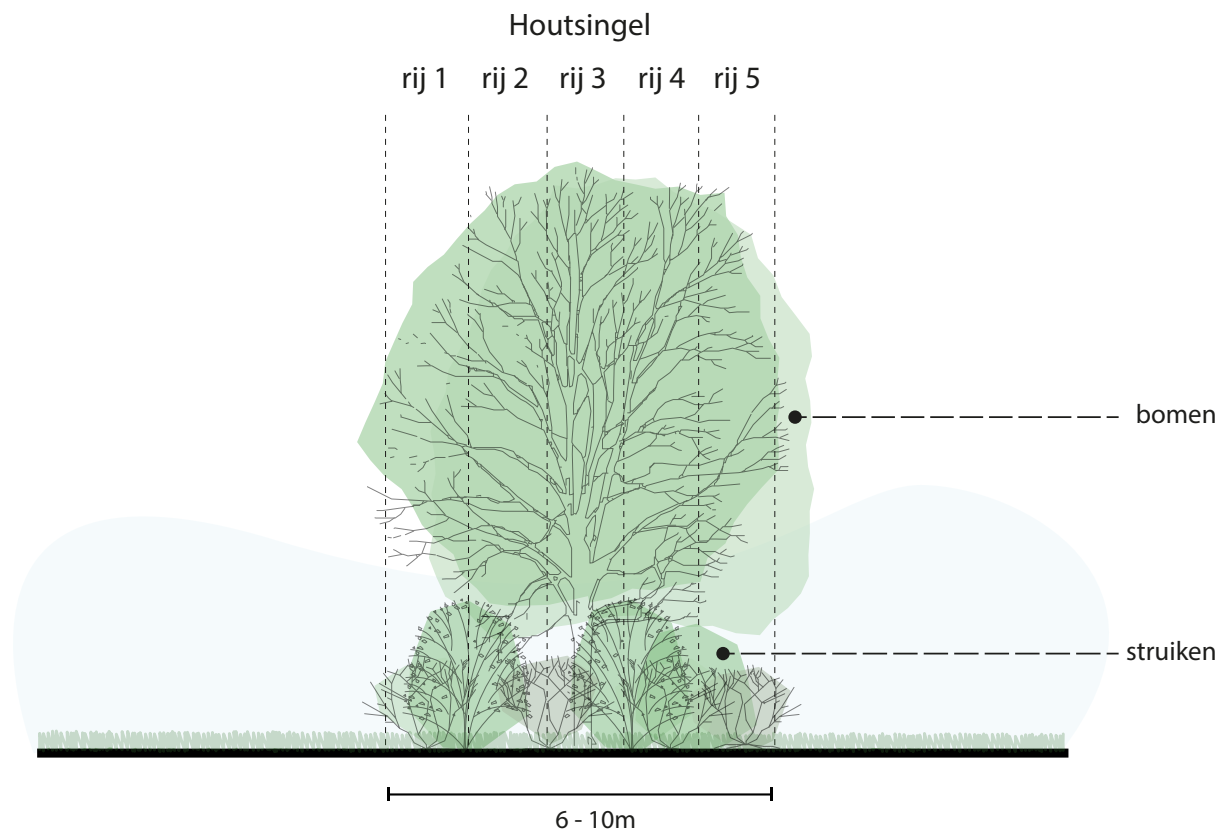 Houtsingel
rij 1 rij 2 rij 3 rij 4 rij 5
bomen
struiken
6 - 10m